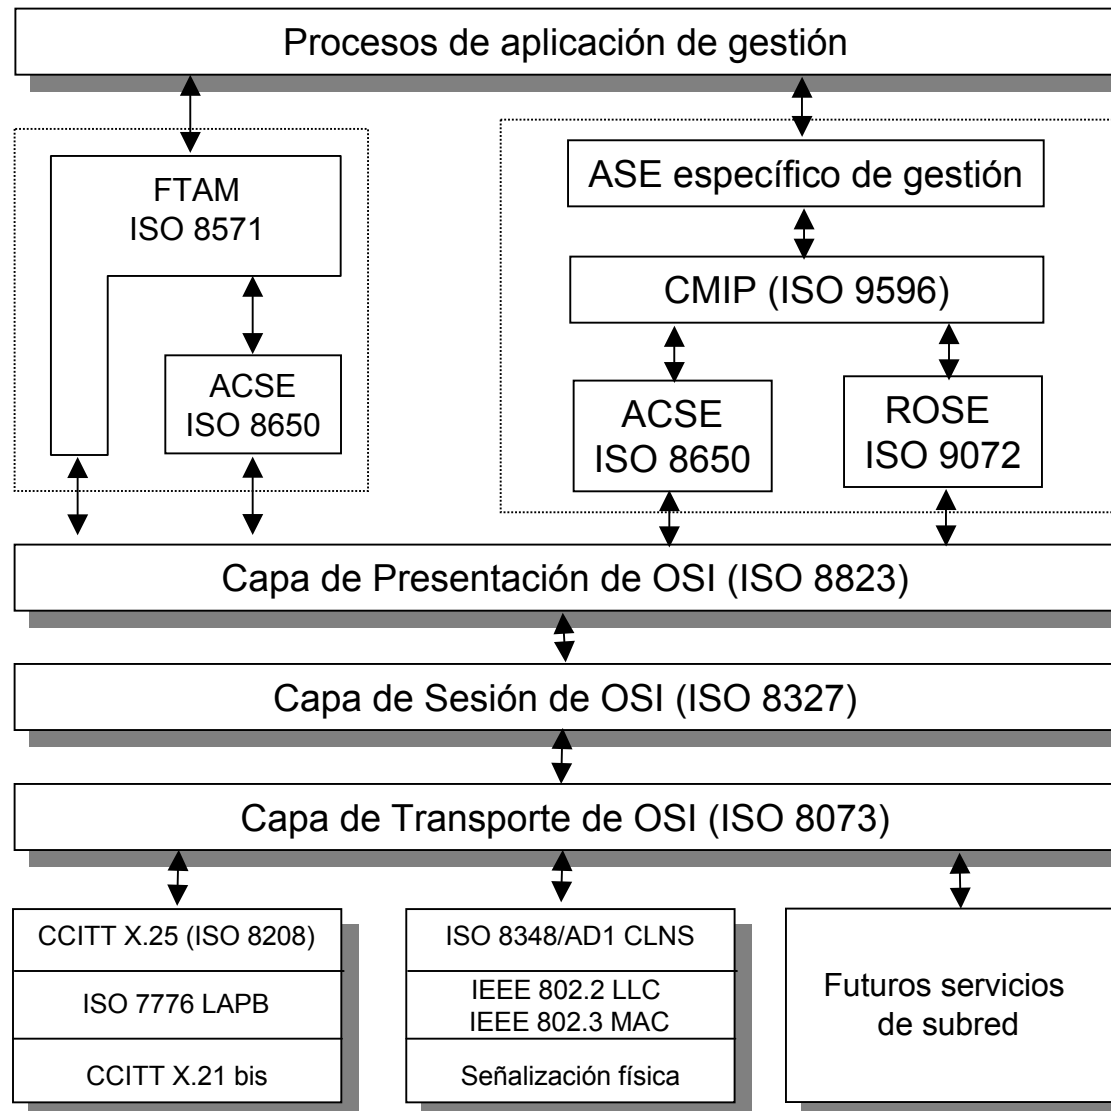 Procesos de aplicación de gestión
FTAM
ISO 8571
ACSE
ISO 8650
ASE específico de gestión
CMIP (ISO 9596)
ACSE
ISO 8650
ROSE
ISO 9072
Capa de Presentación de OSI (ISO 8823)
Capa de Sesión de OSI (ISO 8327)
Capa de Transporte de OSI (ISO 8073)
CCITT X.25 (ISO 8208)
ISO 7776 LAPB
CCITT X.21 bis
ISO 8348/AD1 CLNS
IEEE 802.2 LLC
IEEE 802.3 MAC
Señalización física
Futuros servicios
de subred